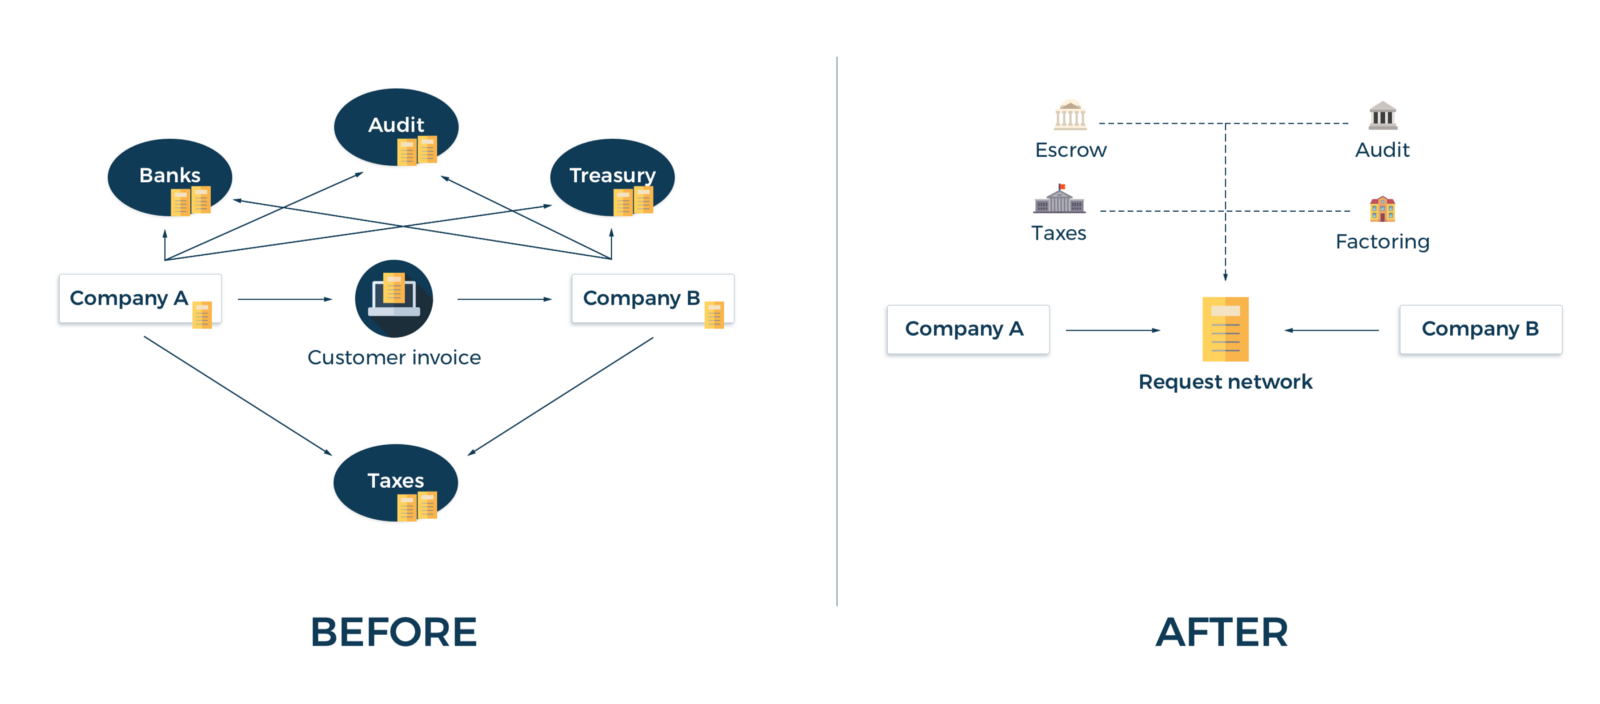 Audit
Banks
Treasury
Company A
Company B
Customer invoice
Taxes
BEFORE
Escrow
Audit
Taxes
Factoring
Company A
Company B
Request network
AFTER